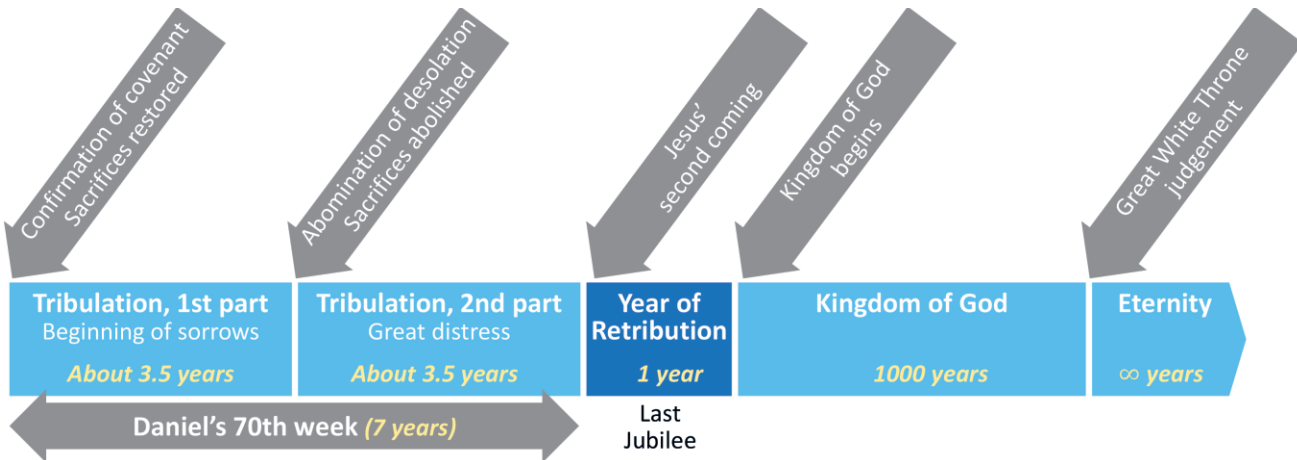 Confirmation of covenant
Sacrifices restored
Abomination of desolation
Sacrifices abolished
Jesus’
second coming
Kingdom of God
begins
Great White Throne
judgement
Tribulation, 1st part
Beginning of sorrows
About 3.5 years
Tribulation, 2nd part
Great distress
About 3.5 years
Year of
Retribution
1 year
Kingdom of God
1000 years
Eternity
∞ years
Daniel’s 70th week (7 years)
Last
Jubilee